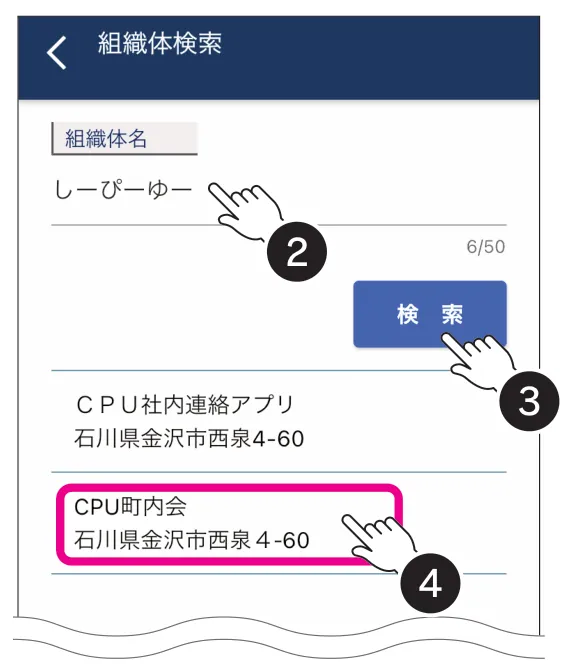 組織体検索
組織体名
しーぴーゆー
2
6/50
検　索
3
ＣＰＵ社内連絡アプリ
石川県金沢市西泉4-60
CPU町内会
石川県金沢市西泉４-60
4